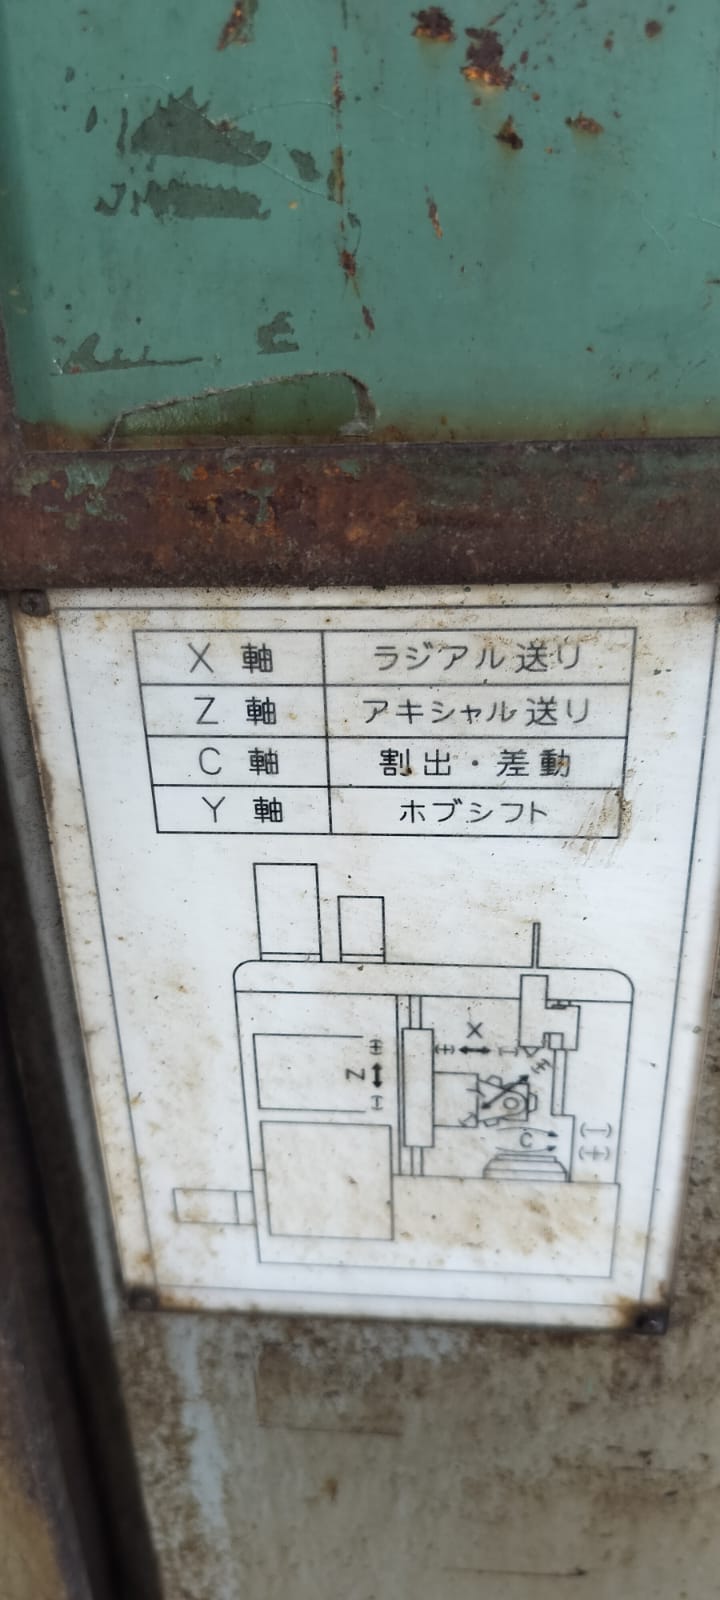 X 軸 ラジアル送り
Z 軸 アキシャル送り
C 軸 割出・差動
Y 軸 ホブシフト
X
Z
C